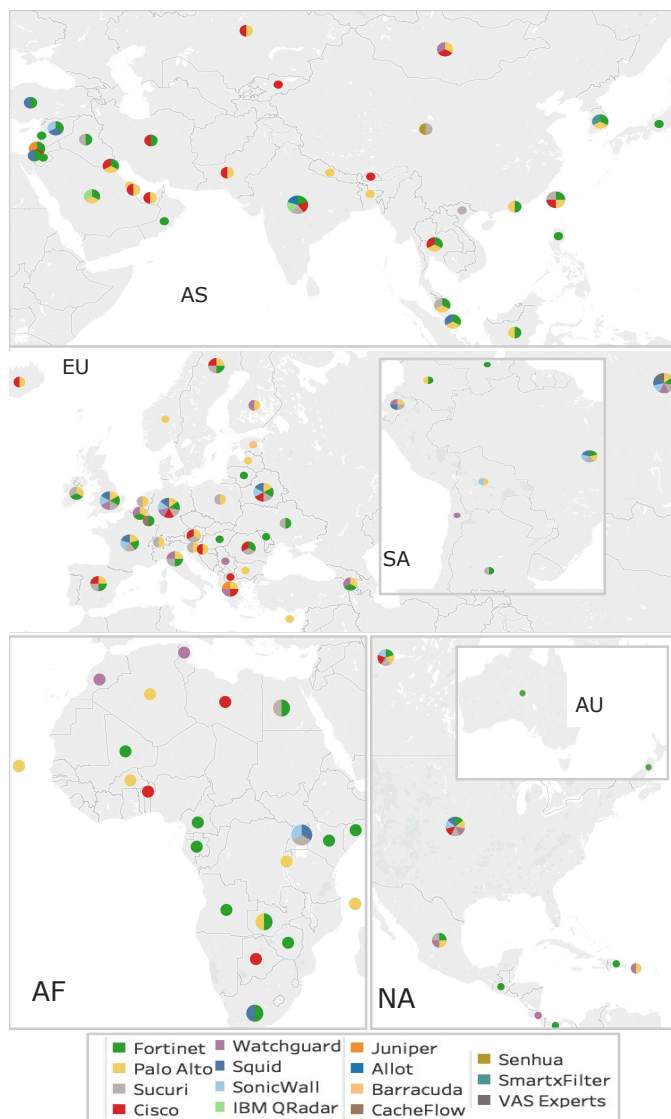 AS
EU
SA
AU
AF
NA
Fortinet
Palo Alto
Sucuri
Cisco
Watchguard
Squid
SonicWall
IBM QRadar
Juniper
Allot
Barracuda
CacheFlow
Senhua
SmartxFilter
VAS Experts